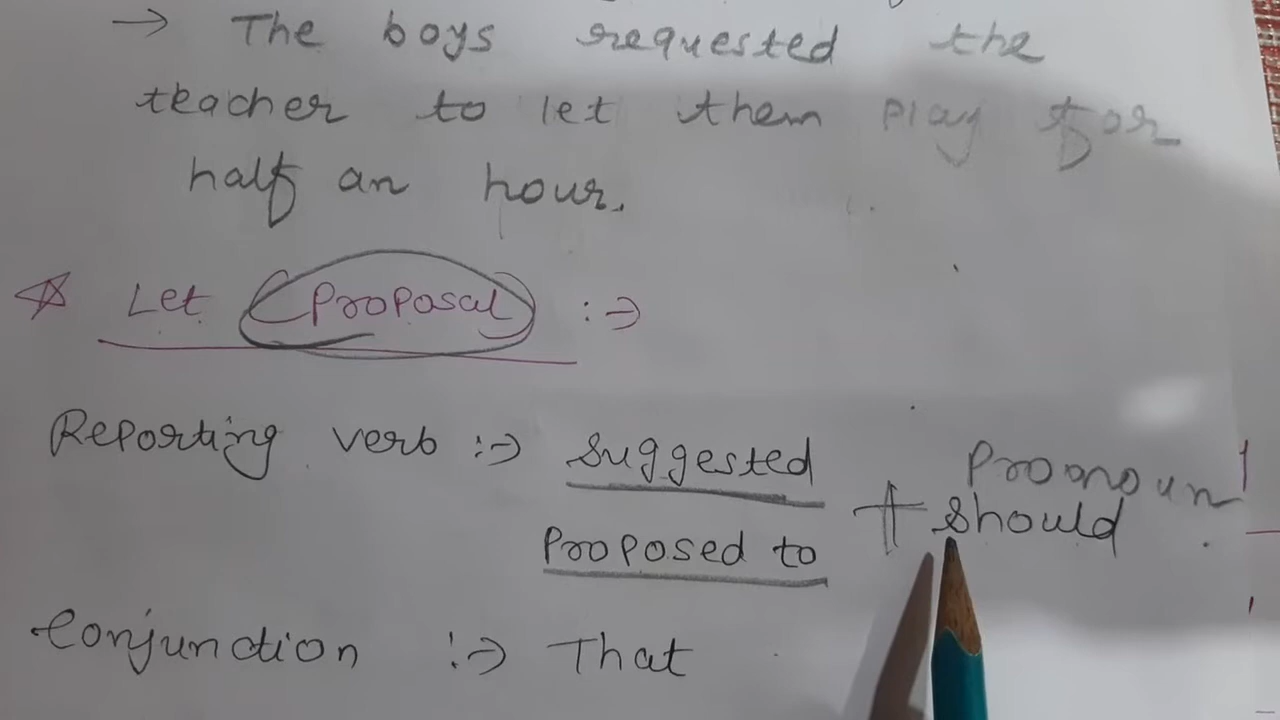 → The boys requested the
teacher to let them play for
half an hour.
☆ Let (Proposal) :→
Reporting verb :→ Suggested
Proposed to
+ Pronoun
should
Conjunction :→ That